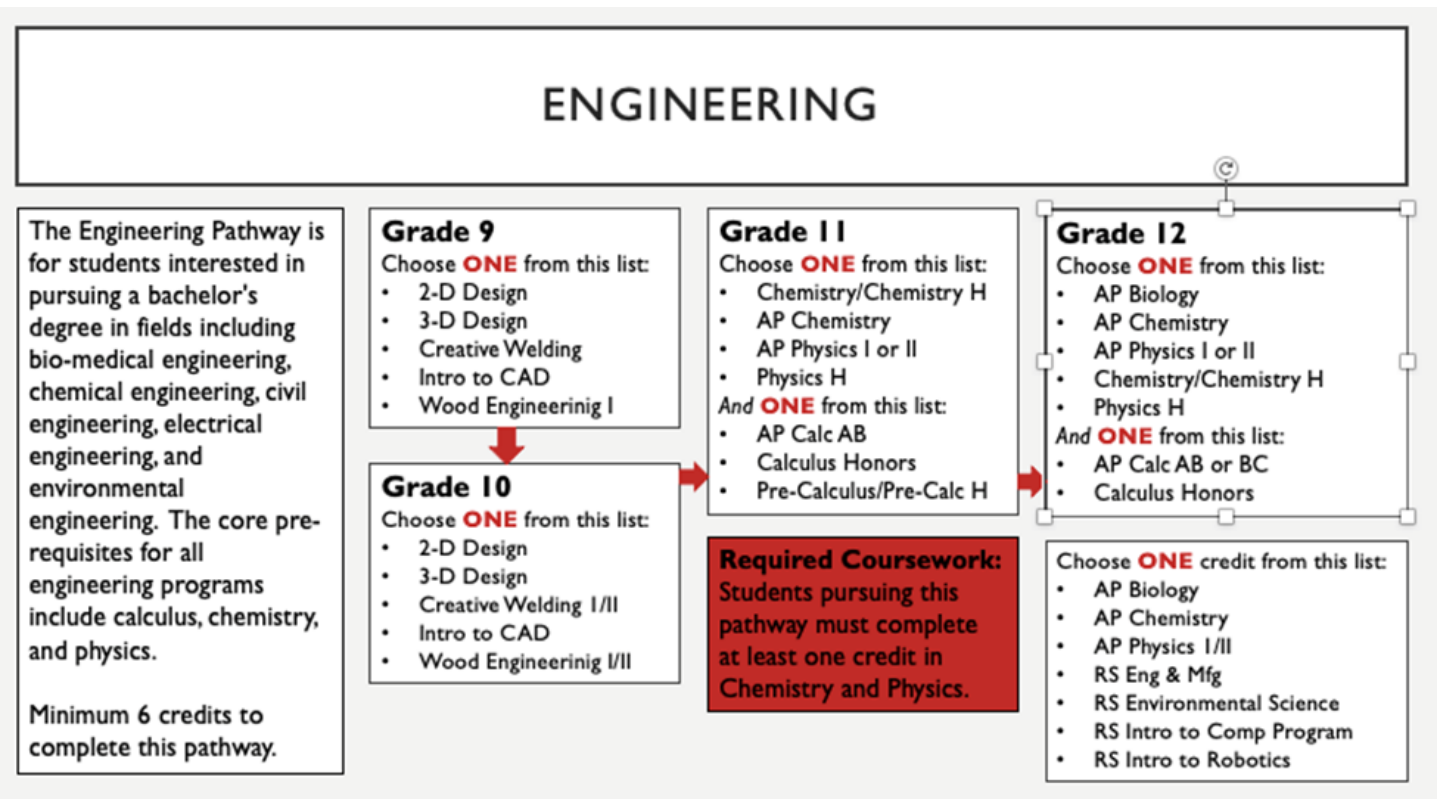 ENGINEERING
The Engineering Pathway is
for students interested in
pursuing a bachelor's
degree in fields including
bio-medical engineering,
chemical engineering, civil
engineering, electrical
engineering, and
environmental
engineering. The core pre-
requisites for all
engineering programs
include calculus, chemistry,
and physics.
Minimum 6 credits to
complete this pathway.
Grade 9
Choose ONE from this list:
• 2-D Design
• 3-D Design
• Creative Welding
• Intro to CAD
• Wood Engineerinig I
Grade 10
Choose ONE from this list:
• 2-D Design
• 3-D Design
• Creative Welding 1/II
• Intro to CAD
• Wood Engineerinig I/II
Grade 11
Choose ONE from this list:
• Chemistry/Chemistry H
• AP Chemistry
• AP Physics I or II
• Physics H
And ONE from this list:
• AP Calc AB
• Calculus Honors
• Pre-Calculus/Pre-Calc H
Required Coursework:
Students pursuing this
pathway must complete
at least one credit in
Chemistry and Physics.
Grade 12
Choose ONE from this list:
• AP Biology
• AP Chemistry
• AP Physics I or II
• Chemistry/Chemistry H
• Physics H
And ONE from this list:
• AP Calc AB or BC
• Calculus Honors
Choose ONE credit from this list:
• AP Biology
• AP Chemistry
• AP Physics 1/II
• RS Eng & Mfg
• RS Environmental Science
• RS Intro to Comp Program
• RS Intro to Robotics